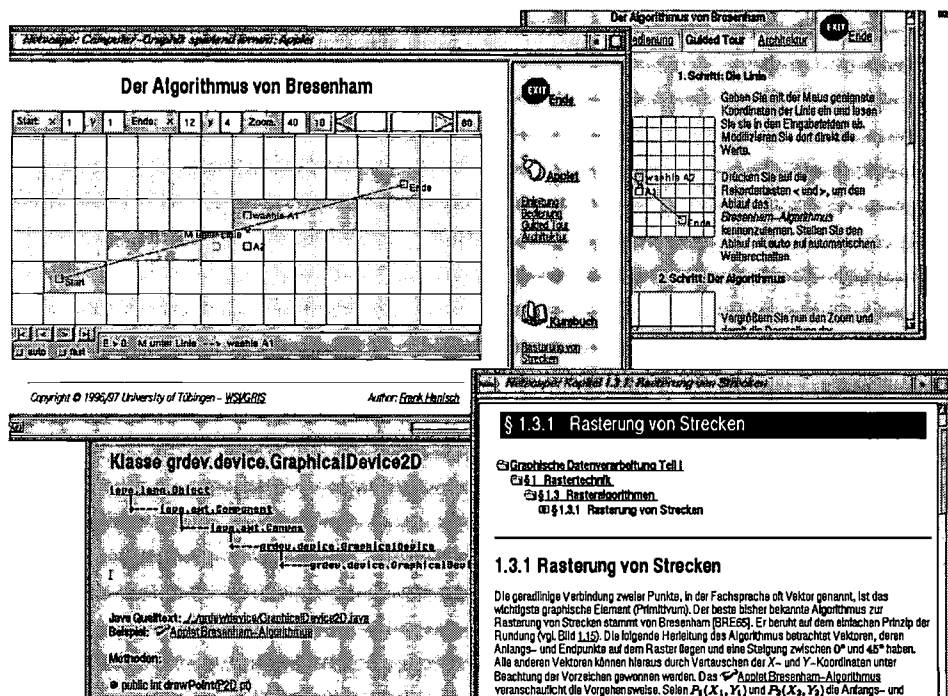 Netscape: Computer-Graphik spielend lernen: Applet
Der Algorithmus von Bresenham
Start: x 1 y 1 Ende: x 12 y 4 Zoom: 40 10 80
Ende
waehle A1
M unter Linie
A2
Start
auto fast
E > 0: M unter Linie ---> waehle A1
EXIT Ende
Applet
Einleitung
Bedienung
Guided Tour
Architektur
Kursbuch
Rasterung von
Strecken
Copyright © 1996/97 University of Tübingen – WSI/GRIS
Author: Frank Hanisch
Der Algorithmus von Bresenham
Bedienung Guided Tour Architektur EXIT Ende
1. Schritt: Die Linie
Geben Sie mit der Maus geeignete
Koordinaten der Linie ein und lesen
Sie sie in den Eingabefeldern ab.
Modifizieren Sie dort direkt die
Werte.
waehle A2
A1
Ende
Drücken Sie auf die
Rekordertasten < und >, um den
Ablauf des
Bresenham-Algorithmus
kennenzulernen. Stellen Sie den
Ablauf mit auto auf automatisches
Weiterschalten.
2. Schritt: Der Algorithmus
Vergrößern Sie nun den Zoom und
damit die Darstellung der
Klasse grdev.device.GraphicalDevice2D
java.lang.Object
java.awt.Component
java.awt.Canvas
grdev.device.GraphicalDevice
grdev.device.GraphicalDevi
Java Quelltext: ./grdev/device/GraphicalDevice2D.java
Beispiel: Applet Bresenham-Algorithmus
Methoden:
public int drawPoint(P2D pt)
Netscape: Kapitel 1.3.1: Rasterung von Strecken
§ 1.3.1 Rasterung von Strecken
Graphische Datenverarbeitung Teil I
§1 Rastertechnik
§1.3 Rasteralgorithmen
§1.3.1 Rasterung von Strecken
1.3.1 Rasterung von Strecken
Die geradlinige Verbindung zweier Punkte, in der Fachsprache oft Vektor genannt, ist das
wichtigste graphische Element (Primitivum). Der beste bisher bekannte Algorithmus zur
Rasterung von Strecken stammt von Bresenham [BRE65]. Er beruht auf dem einfachen Prinzip der
Rundung (vgl. Bild 1.15). Die folgende Herleitung des Algorithmus betrachtet Vektoren, deren
Anfangs- und Endpunkte auf dem Raster liegen und eine Steigung zwischen 0° und 45° haben.
Alle anderen Vektoren können hieraus durch Vertauschen der X- und Y-Koordinaten unter
Beachtung der Vorzeichen gewonnen werden. Das Applet Bresenham-Algorithmus
veranschaulicht die Vorgehensweise. Seien P₁(X₁, Y₁) und P₂(X₂, Y₂) die Anfangs- und